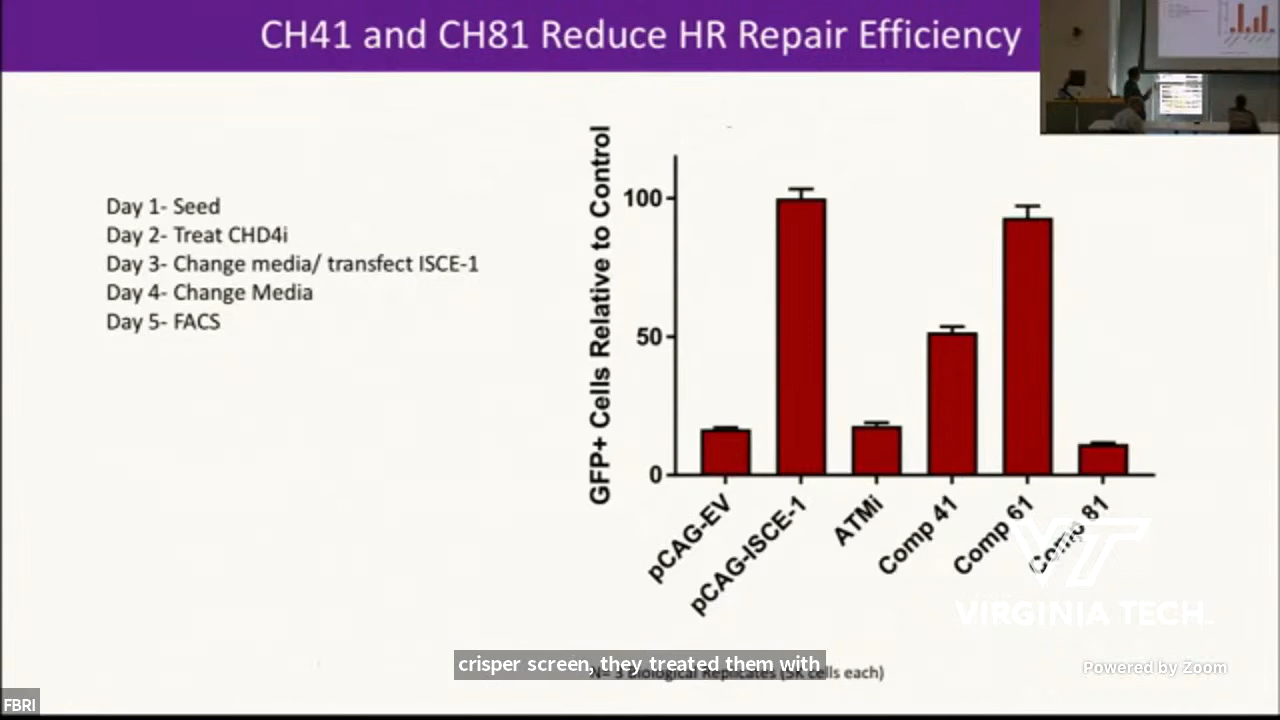 CH41 and CH81 Reduce HR Repair Efficiency
Day 1- Seed
Day 2- Treat CHD4i
Day 3- Change media/ transfect ISCE-1
Day 4- Change Media
Day 5- FACS
GFP+ Cells Relative to Control
100
50
0
pCAG-EV
pCAG-ISCE-1
ATMi
Comp 41
Comp 61
Comp 81
VT
VIRGINIA TECH.
crisper screen, they treated them with
N= 3 Biological Replicates (5K cells each)
Powered by Zoom
FBRI